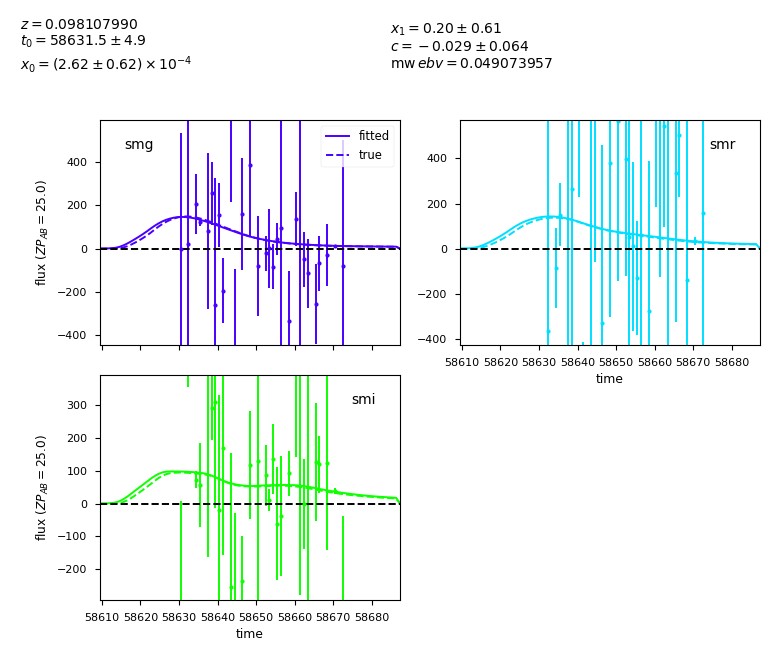 z = 0.098107990
t₀ = 58631.5 ± 4.9
x₀ = (2.62 ± 0.62) × 10⁻⁴
x₁ = 0.20 ± 0.61
c = −0.029 ± 0.064
mw ebv = 0.049073957
smg
fitted
true
400
200
0
−200
−400
flux (ZP_AB = 25.0)
smr
400
200
0
−200
−400
58610 58620 58630 58640 58650 58660 58670 58680
time
smi
300
200
100
0
−100
−200
flux (ZP_AB = 25.0)
58610 58620 58630 58640 58650 58660 58670 58680
time